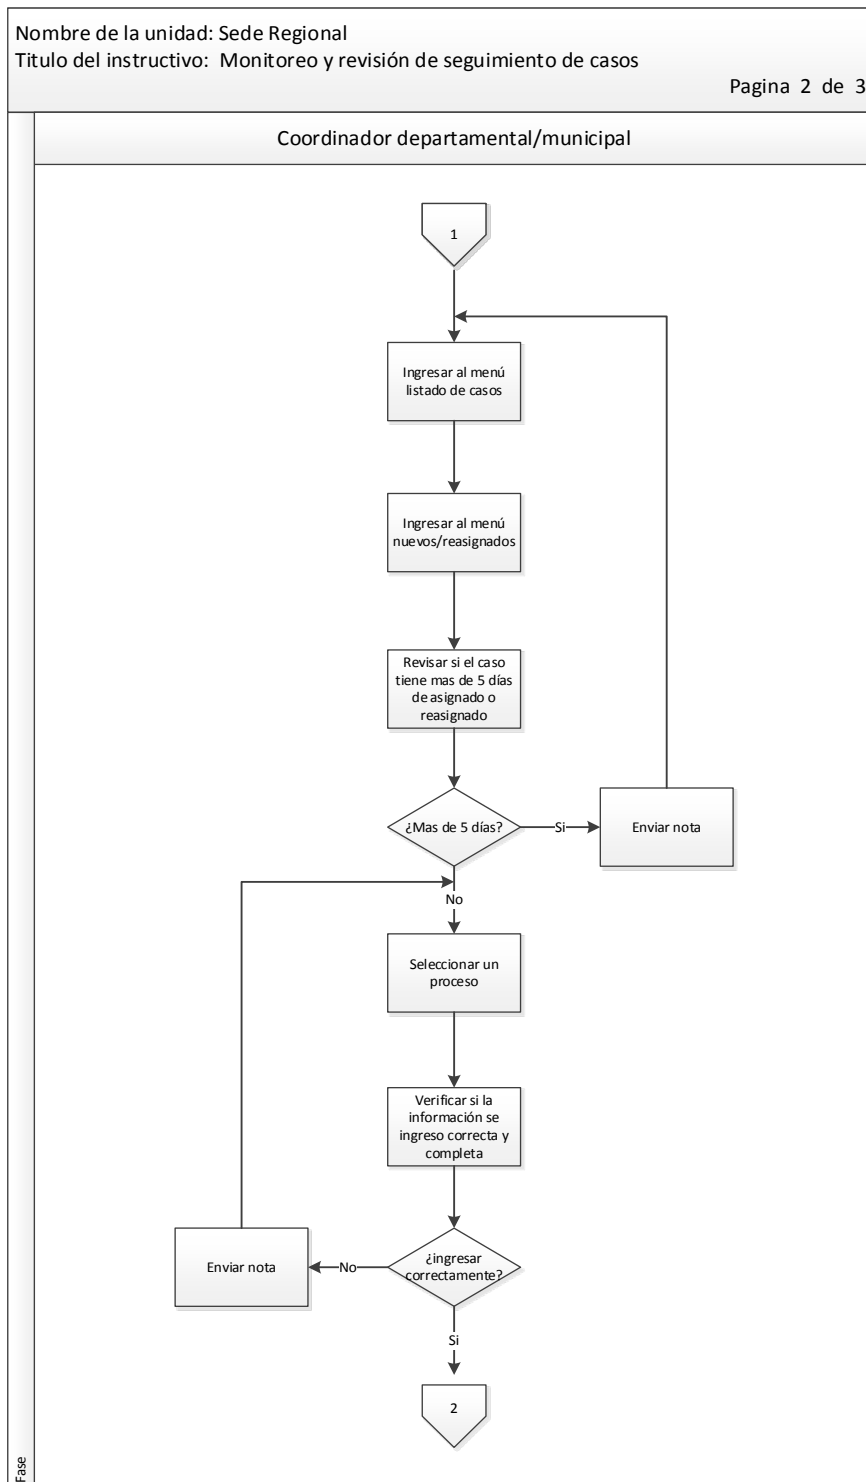 Nombre de la unidad: Sede Regional
Titulo del instructivo: Monitoreo y revisión de seguimiento de casos
Pagina 2 de 3
Coordinador departamental/municipal
1
Ingresar al menú
listado de casos
Ingresar al menú
nuevos/reasignados
Revisar si el caso
tiene mas de 5 días
de asignado o
reasignado
¿Mas de 5 días?
Si
Enviar nota
No
Seleccionar un
proceso
Verificar si la
información se
ingreso correcta y
completa
¿ingresar
correctamente?
No
Enviar nota
Si
2
Fase